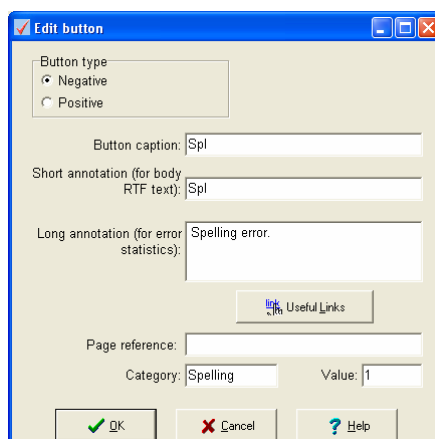 Edit button
Button type
Negative
Positive
Button caption: Spl
Short annotation (for body
RTF text): Spl
Long annotation (for error
statistics): Spelling error.
Useful Links
Page reference:
Category: Spelling Value: 1
OK Cancel Help